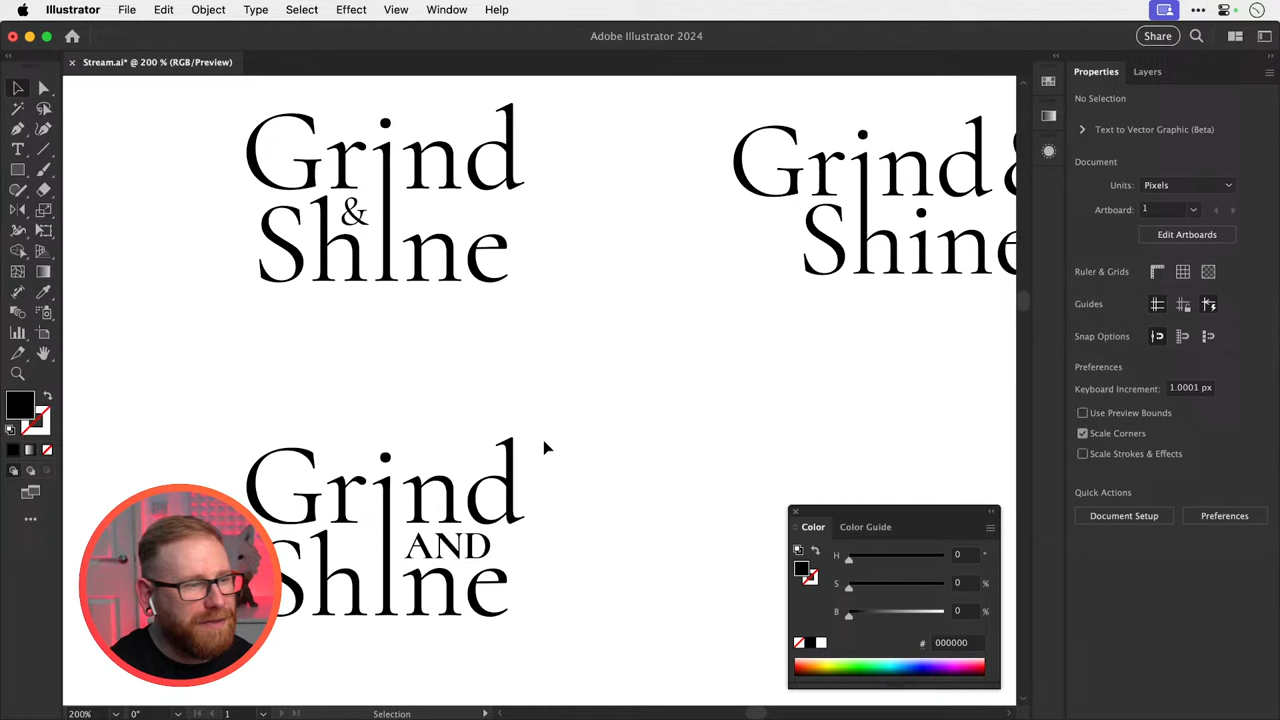 Illustrator File Edit Object Type Select Effect View Window Help
Adobe Illustrator 2024
Share
Stream.ai* @ 200 % (RGB/Preview)
Properties Layers
No Selection
Text to Vector Graphic (Beta)
Document
Units: Pixels
Artboard: 1
Edit Artboards
Ruler & Grids
Guides
Snap Options
Preferences
Keyboard Increment: 1.0001 px
Use Preview Bounds
Scale Corners
Scale Strokes & Effects
Quick Actions
Document Setup Preferences
Grind
&
Shine
Grind &
Shine
Grind
AND
Shine
Color Color Guide
H 0 °
S 0 %
B 0 %
# 000000
200% 0° 1 Selection